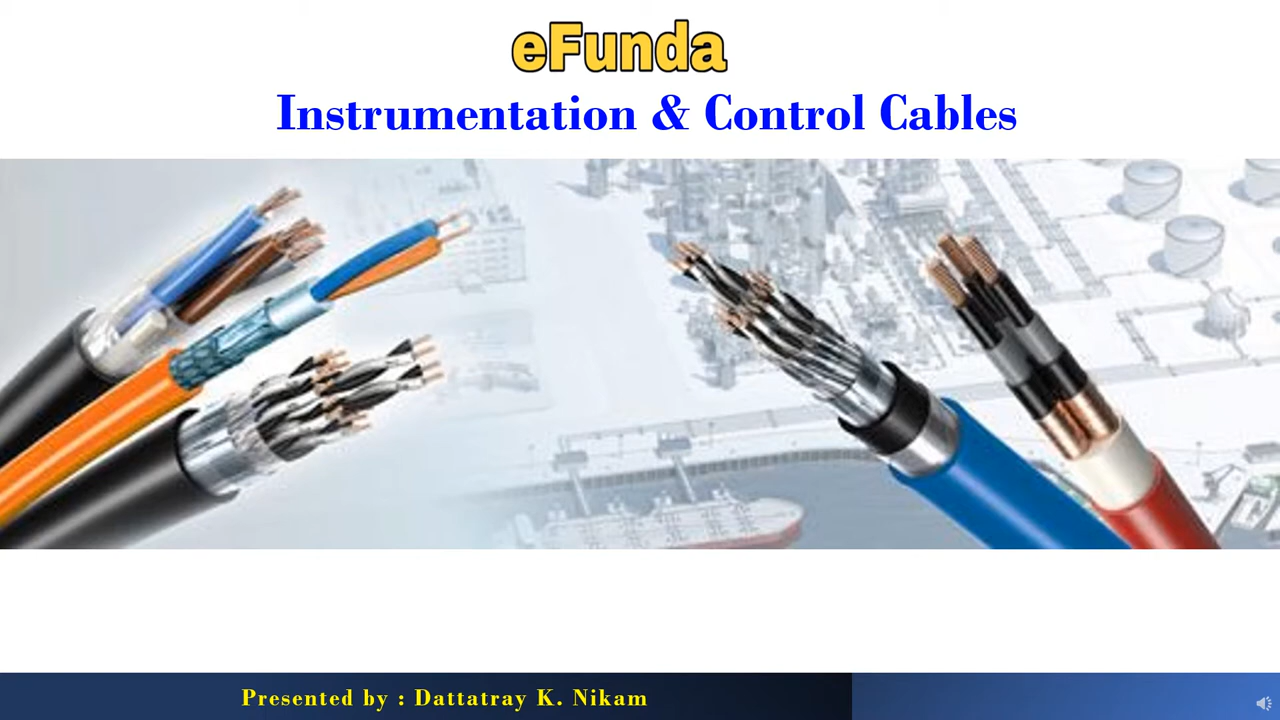 eFunda
Instrumentation & Control Cables
Presented by : Dattatray K. Nikam